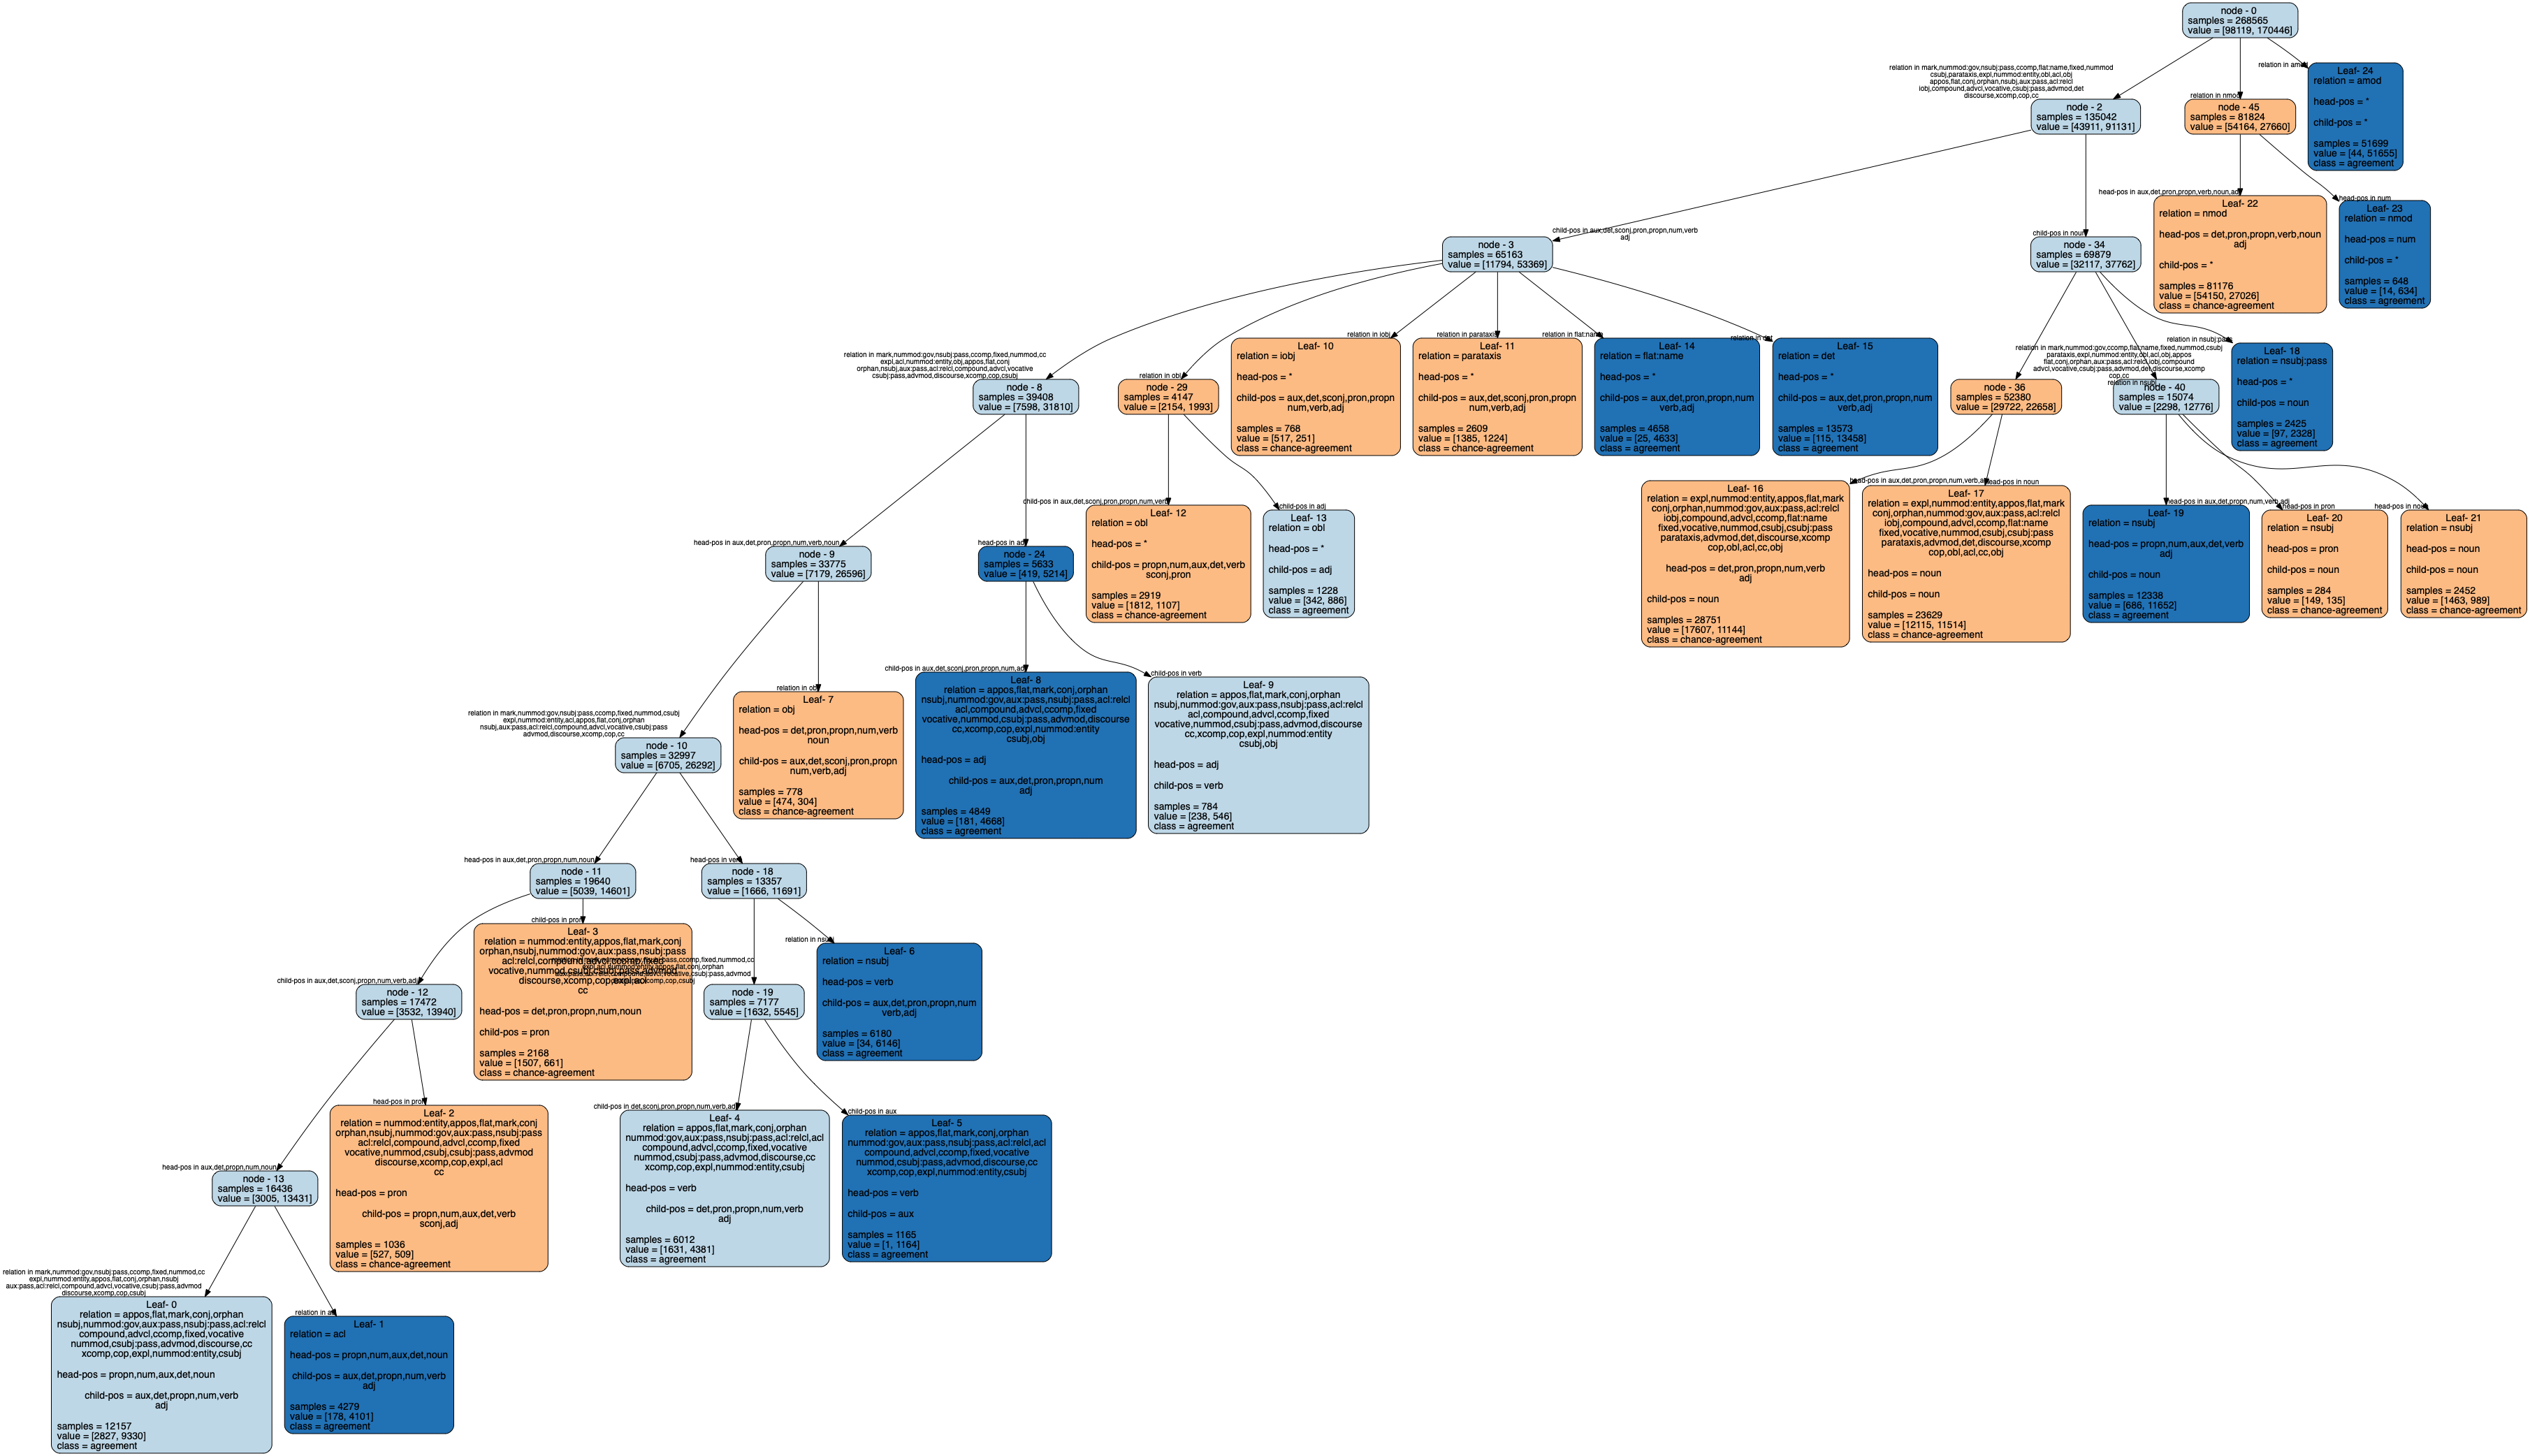 node - 0
samples = 268565
value = [98119, 170446]
relation in mark,nummod:gov,nsubj:pass,ccomp,flat:name,fixed,nummod
csubj,parataxis,expl,nummod:entity,obl,acl,obj
appos,flat,conj,orphan,nsubj,aux:pass,acl:relcl
iobj,compound,advcl,vocative,csubj:pass,advmod,det
discourse,xcomp,cop,cc
node - 2
samples = 135042
value = [43911, 91131]
relation in nmod
node - 45
samples = 81824
value = [54164, 27660]
relation in amod
Leaf- 24
relation = amod
head-pos = *
child-pos = *
samples = 51699
value = [44, 51655]
class = agreement
child-pos in aux,det,sconj,pron,propn,num,verb
adj
node - 3
samples = 65163
value = [11794, 53369]
child-pos in noun
node - 34
samples = 69879
value = [32117, 37762]
head-pos in aux,det,pron,propn,verb,noun,adj
Leaf- 22
relation = nmod
head-pos = det,pron,propn,verb,noun
adj
child-pos = *
samples = 81176
value = [54150, 27026]
class = chance-agreement
head-pos in num
Leaf- 23
relation = nmod
head-pos = num
child-pos = *
samples = 648
value = [14, 634]
class = agreement
relation in mark,nummod:gov,nsubj:pass,ccomp,fixed,nummod,cc
expl,acl,nummod:entity,obj,appos,flat,conj
orphan,nsubj,aux:pass,acl:relcl,compound,advcl,vocative
csubj:pass,advmod,discourse,xcomp,cop,csubj
node - 8
samples = 39408
value = [7598, 31810]
relation in obl
node - 29
samples = 4147
value = [2154, 1993]
relation in iobj
Leaf- 10
relation = iobj
head-pos = *
child-pos = aux,det,sconj,pron,propn
num,verb,adj
samples = 768
value = [517, 251]
class = chance-agreement
relation in parataxis
Leaf- 11
relation = parataxis
head-pos = *
child-pos = aux,det,sconj,pron,propn
num,verb,adj
samples = 2609
value = [1385, 1224]
class = chance-agreement
relation in flat:name
Leaf- 14
relation = flat:name
head-pos = *
child-pos = aux,det,pron,propn,num
verb,adj
samples = 4658
value = [25, 4633]
class = agreement
relation in det
Leaf- 15
relation = det
head-pos = *
child-pos = aux,det,pron,propn,num
verb,adj
samples = 13573
value = [115, 13458]
class = agreement
relation in mark,nummod:gov,ccomp,flat:name,fixed,nummod,csubj
parataxis,expl,nummod:entity,obl,acl,obj,appos
flat,conj,orphan,aux:pass,acl:relcl,iobj,compound
advcl,vocative,csubj:pass,advmod,det,discourse,xcomp
cop,cc
node - 36
samples = 52380
value = [29722, 22658]
relation in nsubj
node - 40
samples = 15074
value = [2298, 12776]
relation in nsubj:pass
Leaf- 18
relation = nsubj:pass
head-pos = *
child-pos = noun
samples = 2425
value = [97, 2328]
class = agreement
head-pos in aux,det,pron,propn,num,verb,noun
node - 9
samples = 33775
value = [7179, 26596]
head-pos in adj
node - 24
samples = 5633
value = [419, 5214]
child-pos in aux,det,sconj,pron,propn,num,verb
Leaf- 12
relation = obl
head-pos = *
child-pos = propn,num,aux,det,verb
sconj,pron
samples = 2919
value = [1812, 1107]
class = chance-agreement
child-pos in adj
Leaf- 13
relation = obl
head-pos = *
child-pos = adj
samples = 1228
value = [342, 886]
class = agreement
head-pos in aux,det,pron,propn,num,verb,adj
Leaf- 16
relation = expl,nummod:entity,appos,flat,mark
conj,orphan,nummod:gov,aux:pass,acl:relcl
iobj,compound,advcl,ccomp,flat:name
fixed,vocative,nummod,csubj,csubj:pass
parataxis,advmod,det,discourse,xcomp
cop,obl,acl,cc,obj
head-pos = det,pron,propn,num,verb
adj
child-pos = noun
samples = 28751
value = [17607, 11144]
class = chance-agreement
head-pos in noun
Leaf- 17
relation = expl,nummod:entity,appos,flat,mark
conj,orphan,nummod:gov,aux:pass,acl:relcl
iobj,compound,advcl,ccomp,flat:name
fixed,vocative,nummod,csubj,csubj:pass
parataxis,advmod,det,discourse,xcomp
cop,obl,acl,cc,obj
head-pos = noun
child-pos = noun
samples = 23629
value = [12115, 11514]
class = chance-agreement
head-pos in aux,det,propn,num,verb,adj
Leaf- 19
relation = nsubj
head-pos = propn,num,aux,det,verb
adj
child-pos = noun
samples = 12338
value = [686, 11652]
class = agreement
head-pos in pron
Leaf- 20
relation = nsubj
head-pos = pron
child-pos = noun
samples = 284
value = [149, 135]
class = chance-agreement
head-pos in noun
Leaf- 21
relation = nsubj
head-pos = noun
child-pos = noun
samples = 2452
value = [1463, 989]
class = chance-agreement
relation in mark,nummod:gov,nsubj:pass,ccomp,fixed,nummod,csubj
expl,nummod:entity,acl,appos,flat,conj,orphan
nsubj,aux:pass,acl:relcl,compound,advcl,vocative,csubj:pass
advmod,discourse,xcomp,cop,cc
node - 10
samples = 32997
value = [6705, 26292]
relation in obj
Leaf- 7
relation = obj
head-pos = det,pron,propn,num,verb
noun
child-pos = aux,det,sconj,pron,propn
num,verb,adj
samples = 778
value = [474, 304]
class = chance-agreement
child-pos in aux,det,sconj,pron,propn,num,adj
Leaf- 8
relation = appos,flat,mark,conj,orphan
nsubj,nummod:gov,aux:pass,nsubj:pass,acl:relcl
acl,compound,advcl,ccomp,fixed
vocative,nummod,csubj:pass,advmod,discourse
cc,xcomp,cop,expl,nummod:entity
csubj,obj
head-pos = adj
child-pos = aux,det,pron,propn,num
adj
samples = 4849
value = [181, 4668]
class = agreement
child-pos in verb
Leaf- 9
relation = appos,flat,mark,conj,orphan
nsubj,nummod:gov,aux:pass,nsubj:pass,acl:relcl
acl,compound,advcl,ccomp,fixed
vocative,nummod,csubj:pass,advmod,discourse
cc,xcomp,cop,expl,nummod:entity
csubj,obj
head-pos = adj
child-pos = verb
samples = 784
value = [238, 546]
class = agreement
head-pos in aux,det,pron,propn,num,noun
node - 11
samples = 19640
value = [5039, 14601]
head-pos in verb
node - 18
samples = 13357
value = [1666, 11691]
child-pos in aux,det,sconj,propn,num,verb,adj
node - 12
samples = 17472
value = [3532, 13940]
child-pos in pron
Leaf- 3
relation = nummod:entity,appos,flat,mark,conj
orphan,nsubj,nummod:gov,aux:pass,nsubj:pass
acl:relcl,compound,advcl,ccomp,fixed
vocative,nummod,csubj,csubj:pass,advmod
discourse,xcomp,cop,expl,acl
cc
head-pos = det,pron,propn,num,noun
child-pos = pron
samples = 2168
value = [1507, 661]
class = chance-agreement
node - 19
samples = 7177
value = [1632, 5545]
relation in nsubj
Leaf- 6
relation = nsubj
head-pos = verb
child-pos = aux,det,pron,propn,num
verb,adj
samples = 6180
value = [34, 6146]
class = agreement
head-pos in aux,det,propn,num,noun
node - 13
samples = 16436
value = [3005, 13431]
head-pos in pron
Leaf- 2
relation = nummod:entity,appos,flat,mark,conj
orphan,nsubj,nummod:gov,aux:pass,nsubj:pass
acl:relcl,compound,advcl,ccomp,fixed
vocative,nummod,csubj,csubj:pass,advmod
discourse,xcomp,cop,expl,acl
cc
head-pos = pron
child-pos = propn,num,aux,det,verb
sconj,adj
samples = 1036
value = [527, 509]
class = chance-agreement
child-pos in det,sconj,pron,propn,num,verb,adj
Leaf- 4
relation = appos,flat,mark,conj,orphan
nummod:gov,aux:pass,nsubj:pass,acl:relcl,acl
compound,advcl,ccomp,fixed,vocative
nummod,csubj:pass,advmod,discourse,cc
xcomp,cop,expl,nummod:entity,csubj
head-pos = verb
child-pos = det,pron,propn,num,verb
adj
samples = 6012
value = [1631, 4381]
class = agreement
child-pos in aux
Leaf- 5
relation = appos,flat,mark,conj,orphan
nummod:gov,aux:pass,nsubj:pass,acl:relcl,acl
compound,advcl,ccomp,fixed,vocative
nummod,csubj:pass,advmod,discourse,cc
xcomp,cop,expl,nummod:entity,csubj
head-pos = verb
child-pos = aux
samples = 1165
value = [1, 1164]
class = agreement
relation in mark,nummod:gov,nsubj:pass,ccomp,fixed,nummod,cc
expl,nummod:entity,appos,flat,conj,orphan,nsubj
aux:pass,acl:relcl,compound,advcl,vocative,csubj:pass,advmod
discourse,xcomp,cop,csubj
Leaf- 0
relation = appos,flat,mark,conj,orphan
nsubj,nummod:gov,aux:pass,nsubj:pass,acl:relcl
compound,advcl,ccomp,fixed,vocative
nummod,csubj:pass,advmod,discourse,cc
xcomp,cop,expl,nummod:entity,csubj
head-pos = propn,num,aux,det,noun
child-pos = aux,det,propn,num,verb
adj
samples = 12157
value = [2827, 9330]
class = agreement
relation in acl
Leaf- 1
relation = acl
head-pos = propn,num,aux,det,noun
child-pos = aux,det,propn,num,verb
adj
samples = 4279
value = [178, 4101]
class = agreement